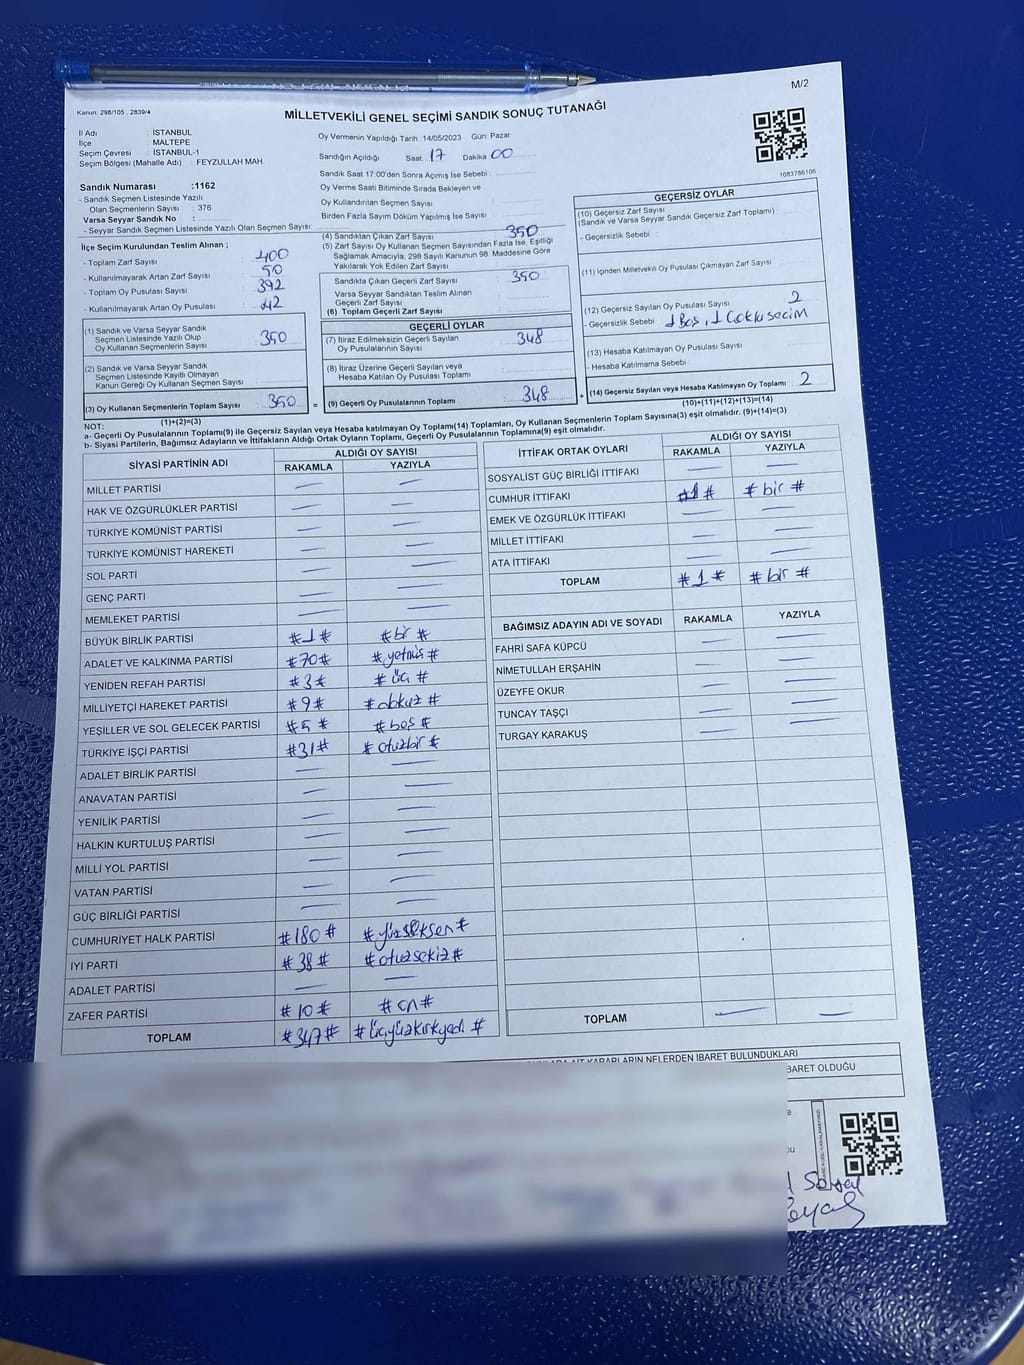 M/2
Kanun: 298/105 , 2839/4
MİLLETVEKİLİ GENEL SEÇİMİ SANDIK SONUÇ TUTANAĞI
İl Adı : İSTANBUL
İlçe : MALTEPE
Seçim Çevresi : İSTANBUL-1
Seçim Bölgesi (Mahalle Adı) : FEYZULLAH MAH.
Oy Vermenin Yapıldığı Tarih :14/05/2023 Gün: Pazar
Sandığın Açıldığı Saat 17 Dakika 00
Sandık Saat 17:00'den Sonra Açımış İse Sebebi :
Oy Verme Saati Bitiminde Sırada Bekleyen ve
Oy Kullandırılan Seçmen Sayısı
Birden Fazla Sayım Döküm Yapılmış İse Sayısı
1083786106
Sandık Numarası :1162
- Sandık Seçmen Listesinde Yazılı
Olan Seçmenlerin Sayısı : 376
Varsa Seyyar Sandık No :
- Seyyar Sandık Seçmen Listesinde Yazılı Olan Seçmen Sayısı:
İlçe Seçim Kurulundan Teslim Alınan ;
- Toplam Zarf Sayısı : 400
- Kullanılmayarak Artan Zarf Sayısı : 50
- Toplam Oy Pusulası Sayısı : 392
- Kullanılmayarak Artan Oy Pusulası : 42
(1) Sandık ve Varsa Seyyar Sandık
Seçmen Listesinde Yazılı Olup
Oy Kullanan Seçmenlerin Sayısı : 350
(2) Sandık ve Varsa Seyyar Sandık
Seçmen Listesinde Kayıtlı Olmayan
Kanun Gereği Oy Kullanan Seçmen Sayısı
(3) Oy Kullanan Seçmenlerin Toplam Sayısı : 350
(1)+(2)=(3)
(4) Sandıktan Çıkan Zarf Sayısı 350
(5) Zarf Sayısı Oy Kullanan Seçmen Sayısından Fazla İse, Eşitliği
Sağlamak Amacıyla, 298 Sayılı Kanunun 98. Maddesine Göre
Yakılarak Yok Edilen Zarf Sayısı
Sandıkta Çıkan Geçerli Zarf Sayısı : 350
Varsa Seyyar Sandıktan Teslim Alınan
Geçerli Zarf Sayısı
(6) Toplam Geçerli Zarf Sayısı
GEÇERLİ OYLAR
(7) İtiraz Edilmeksizin Geçerli Sayılan
Oy Pusulalarının Sayısı : 348
(8) İtiraz Üzerine Geçerli Sayılan veya
Hesaba Katılan Oy Pusulası Toplamı
= (9) Geçerli Oy Pusulalarının Toplamı : 348
GEÇERSİZ OYLAR
(10) Geçersiz Zarf Sayısı
(Sandık ve Varsa Seyyar Sandık Geçersiz Zarf Toplamı) :
- Geçersizlik Sebebi :
(11) İçinden Milletvekili Oy Pusulası Çıkmayan Zarf Sayısı
(12) Geçersiz Sayılan Oy Pusulası Sayısı 2
- Geçersizlik Sebebi : 1 Boş, 1 Çoklu seçim
(13) Hesaba Katılmayan Oy Pusulası Sayısı
- Hesaba Katılmama Sebebi
+ (14) Geçersiz Sayılan veya Hesaba Katılmayan Oy Toplamı : 2
(10)+(11)+(12)+(13)=(14)
NOT:
a- Geçerli Oy Pusulalarının Toplamı(9) ile Geçersiz Sayılan veya Hesaba katılmayan Oy Toplamı(14) Toplamları, Oy Kullanan Seçmenlerin Toplam Sayısına(3) eşit olmalıdır. (9)+(14)=(3)
b- Siyasi Partilerin, Bağımsız Adayların ve İttifakların Aldığı Ortak Oyların Toplamı, Geçerli Oy Pusulalarının Toplamına(9) eşit olmalıdır.
SİYASİ PARTİNİN ADI ALDIĞI OY SAYISI
RAKAMLA YAZIYLA
MİLLET PARTİSİ
HAK VE ÖZGÜRLÜKLER PARTİSİ
TÜRKİYE KOMÜNİST PARTİSİ
TÜRKİYE KOMÜNİST HAREKETİ
SOL PARTİ
GENÇ PARTİ
MEMLEKET PARTİSİ
BÜYÜK BİRLİK PARTİSİ #1# #bir#
ADALET VE KALKINMA PARTİSİ #70# #yetmiş#
YENİDEN REFAH PARTİSİ #3# #üç#
MİLLİYETÇİ HAREKET PARTİSİ #9# #dokuz#
YEŞİLLER VE SOL GELECEK PARTİSİ #5# #beş#
TÜRKİYE İŞÇİ PARTİSİ #31# #otuzbir#
ADALET BİRLİK PARTİSİ
ANAVATAN PARTİSİ
YENİLİK PARTİSİ
HALKIN KURTULUŞ PARTİSİ
MİLLİ YOL PARTİSİ
VATAN PARTİSİ
GÜÇ BİRLİĞİ PARTİSİ
CUMHURİYET HALK PARTİSİ #180# #yüzseksen#
İYİ PARTİ #38# #otuzsekiz#
ADALET PARTİSİ
ZAFER PARTİSİ #10# #on#
TOPLAM #347# #üçyüzkırkyedi#
İTTİFAK ORTAK OYLARI ALDIĞI OY SAYISI
RAKAMLA YAZIYLA
SOSYALİST GÜÇ BİRLİĞİ İTTİFAKI
CUMHUR İTTİFAKI #1# #bir#
EMEK VE ÖZGÜRLÜK İTTİFAKI
MİLLET İTTİFAKI
ATA İTTİFAKI
TOPLAM #1# #bir#
BAĞIMSIZ ADAYIN ADI VE SOYADI RAKAMLA YAZIYLA
FAHRİ SAFA KÜPCÜ
NİMETULLAH ERŞAHİN
ÜZEYFE OKUR
TUNCAY TAŞÇI
TURGAY KARAKUŞ
TOPLAM
KARARLARIN NELERDEN İBARET BULUNDUKLARI
İBARET OLDUĞU